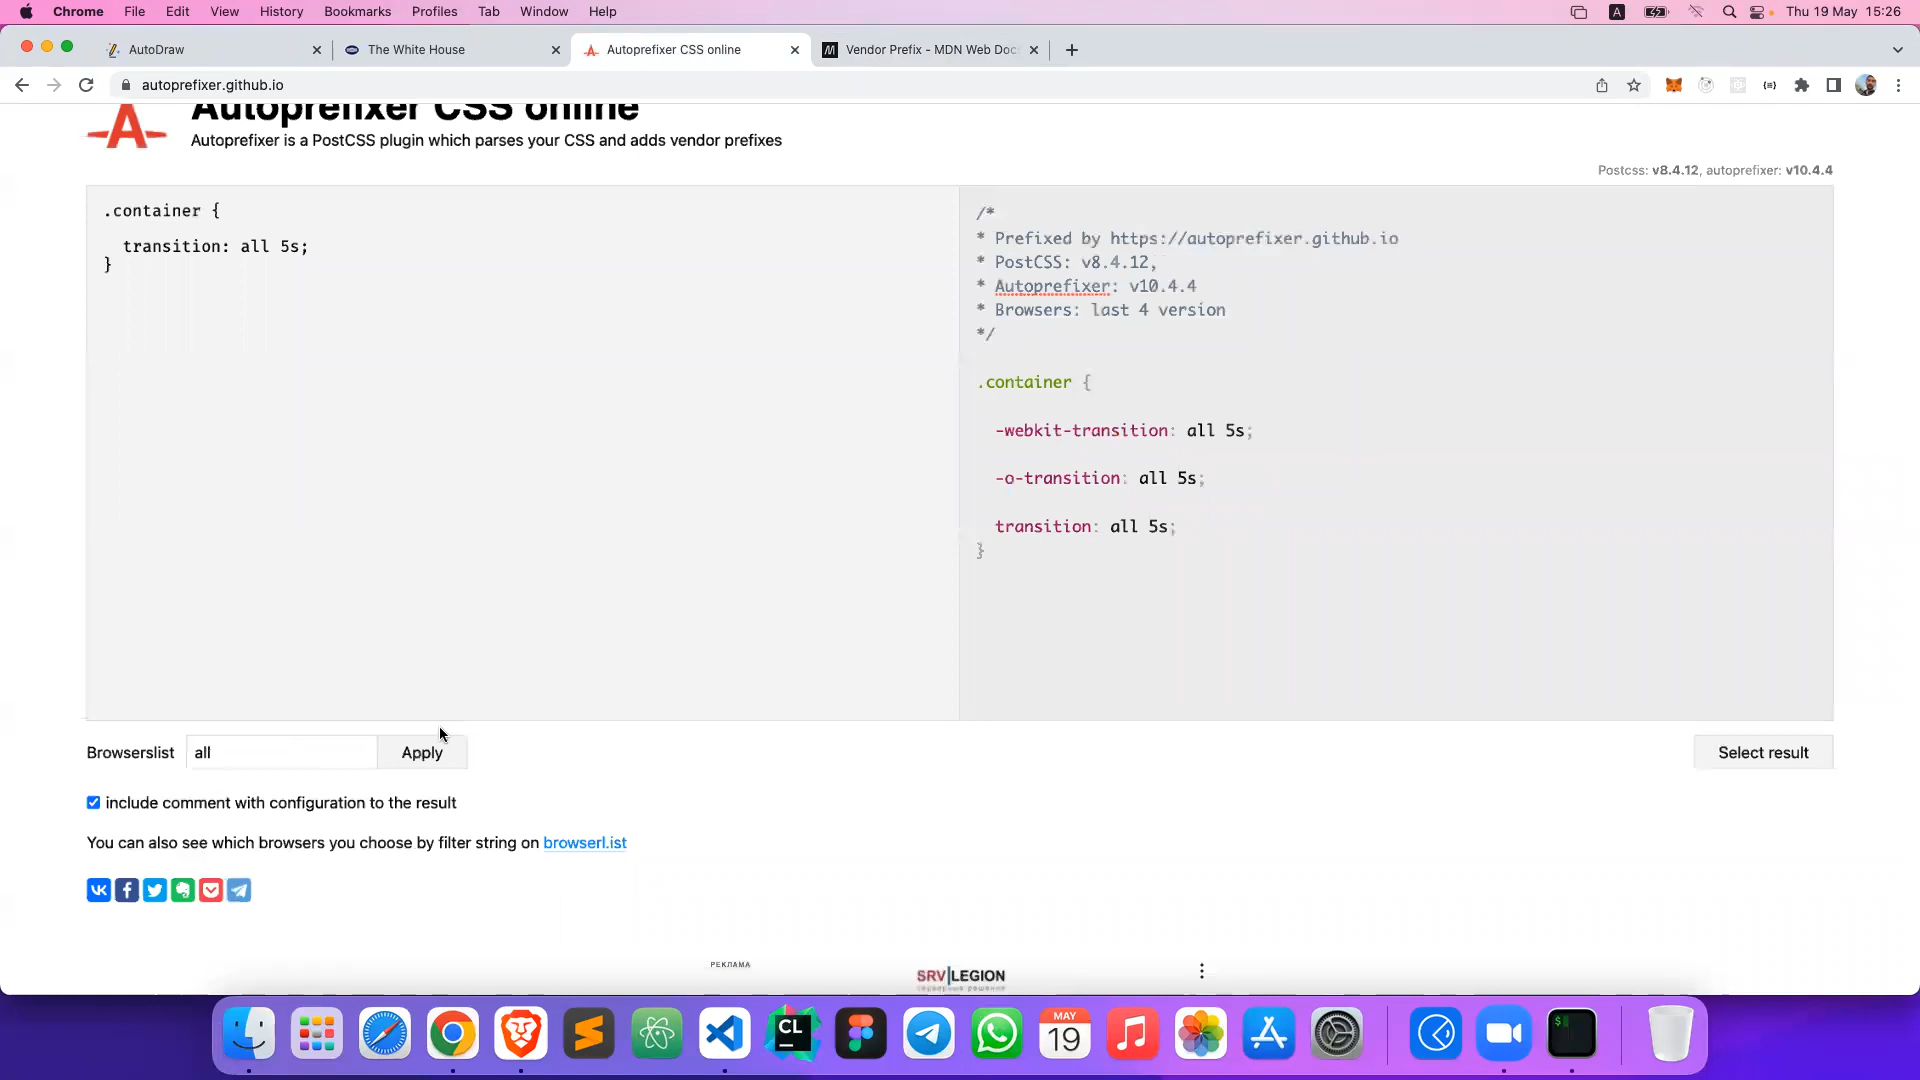 Chrome File Edit View History Bookmarks Profiles Tab Window Help A Thu 19 May 15:26
AutoDraw The White House Autoprefixer CSS online Vendor Prefix - MDN Web Doc
autoprefixer.github.io
Autoprefixer CSS online
Autoprefixer is a PostCSS plugin which parses your CSS and adds vendor prefixes
Postcss: v8.4.12, autoprefixer: v10.4.4
.container {
transition: all 5s;
}
/*
* Prefixed by https://autoprefixer.github.io
* PostCSS: v8.4.12,
* Autoprefixer: v10.4.4
* Browsers: last 4 version
*/
.container {
-webkit-transition: all 5s;
-o-transition: all 5s;
transition: all 5s;
}
Browserslist all Apply Select result
include comment with configuration to the result
You can also see which browsers you choose by filter string on browserl.ist
РЕКЛАМА
SRV|LEGION
CL
MAY
19